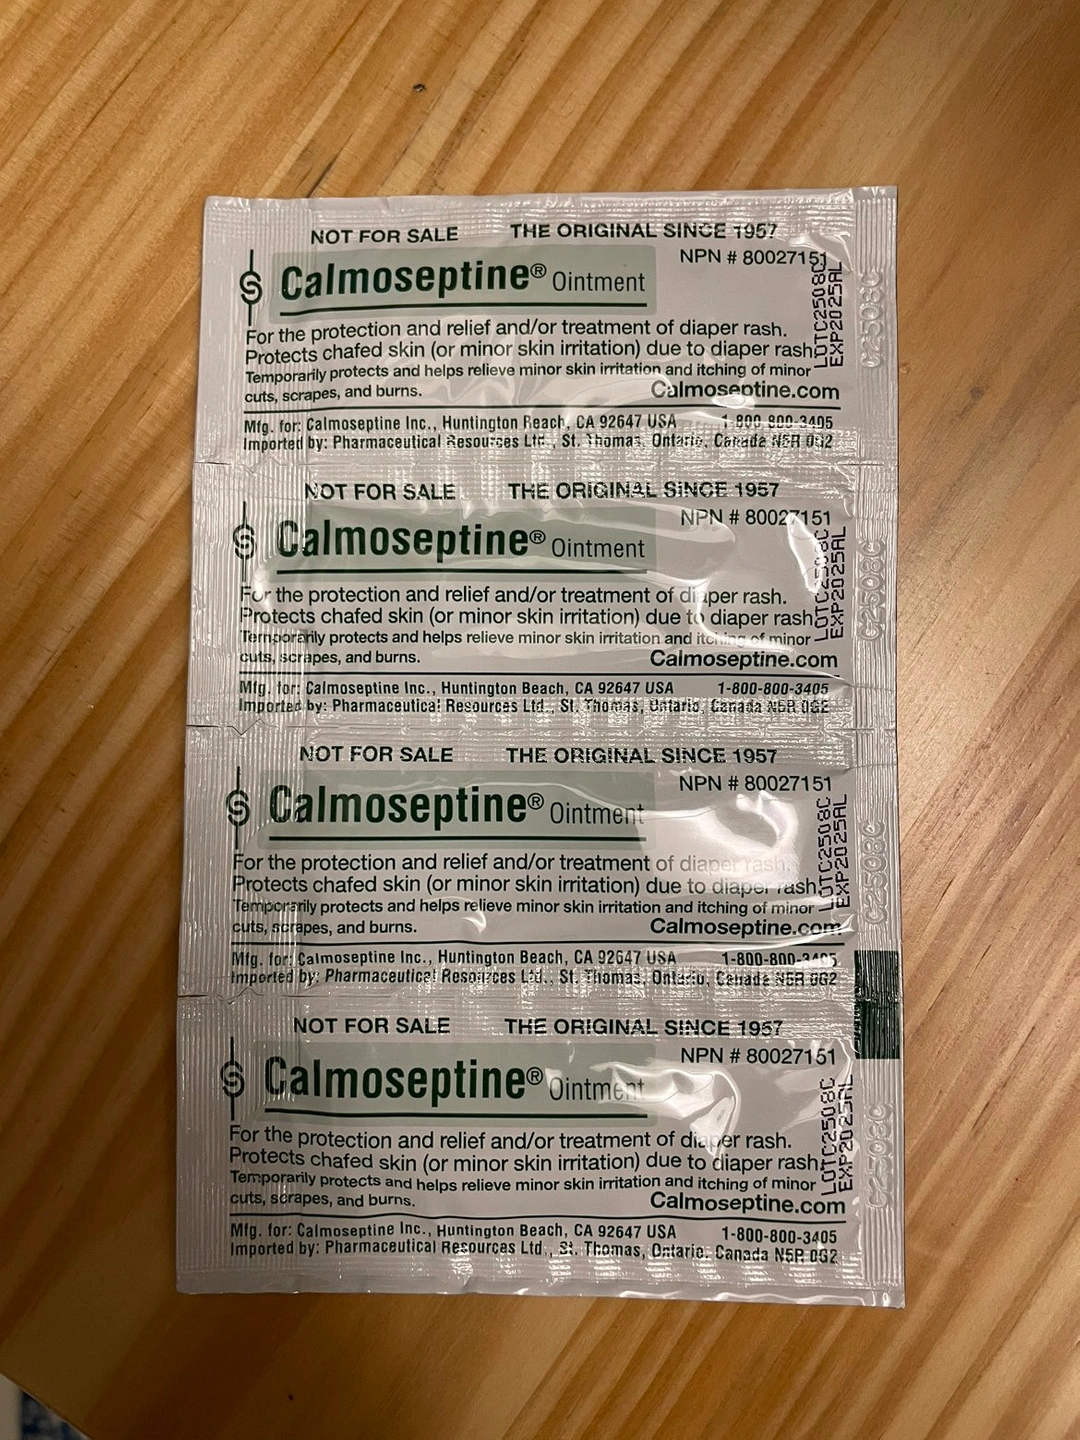 NOT FOR SALE THE ORIGINAL SINCE 1957
NPN # 80027151
Calmoseptine® Ointment
For the protection and relief and/or treatment of diaper rash.
Protects chafed skin (or minor skin irritation) due to diaper rash.
Temporarily protects and helps relieve minor skin irritation and itching of minor
cuts, scrapes, and burns. Calmoseptine.com
Mfg. for: Calmoseptine Inc., Huntington Beach, CA 92647 USA 1-800-800-3405
Imported by: Pharmaceutical Resources Ltd., St. Thomas, Ontario, Canada N5R 0G2
LOTC2508C
EXP2025AL
C2508C
NOT FOR SALE THE ORIGINAL SINCE 1957
NPN # 80027151
Calmoseptine® Ointment
For the protection and relief and/or treatment of diaper rash.
Protects chafed skin (or minor skin irritation) due to diaper rash.
Temporarily protects and helps relieve minor skin irritation and itching of minor
cuts, scrapes, and burns. Calmoseptine.com
Mfg. for: Calmoseptine Inc., Huntington Beach, CA 92647 USA 1-800-800-3405
Imported by: Pharmaceutical Resources Ltd., St. Thomas, Ontario, Canada N5R 0G2
LOTC2508C
EXP2025AL
C2508C
NOT FOR SALE THE ORIGINAL SINCE 1957
NPN # 80027151
Calmoseptine® Ointment
For the protection and relief and/or treatment of diaper rash.
Protects chafed skin (or minor skin irritation) due to diaper rash.
Temporarily protects and helps relieve minor skin irritation and itching of minor
cuts, scrapes, and burns. Calmoseptine.com
Mfg. for: Calmoseptine Inc., Huntington Beach, CA 92647 USA 1-800-800-3405
Imported by: Pharmaceutical Resources Ltd., St. Thomas, Ontario, Canada N5R 0G2
LOTC2508C
EXP2025AL
C2508C
NOT FOR SALE THE ORIGINAL SINCE 1957
NPN # 80027151
Calmoseptine® Ointment
For the protection and relief and/or treatment of diaper rash.
Protects chafed skin (or minor skin irritation) due to diaper rash.
Temporarily protects and helps relieve minor skin irritation and itching of minor
cuts, scrapes, and burns. Calmoseptine.com
Mfg. for: Calmoseptine Inc., Huntington Beach, CA 92647 USA 1-800-800-3405
Imported by: Pharmaceutical Resources Ltd., St. Thomas, Ontario, Canada N5R 0G2
LOTC2508C
EXP2025AL
C2508C